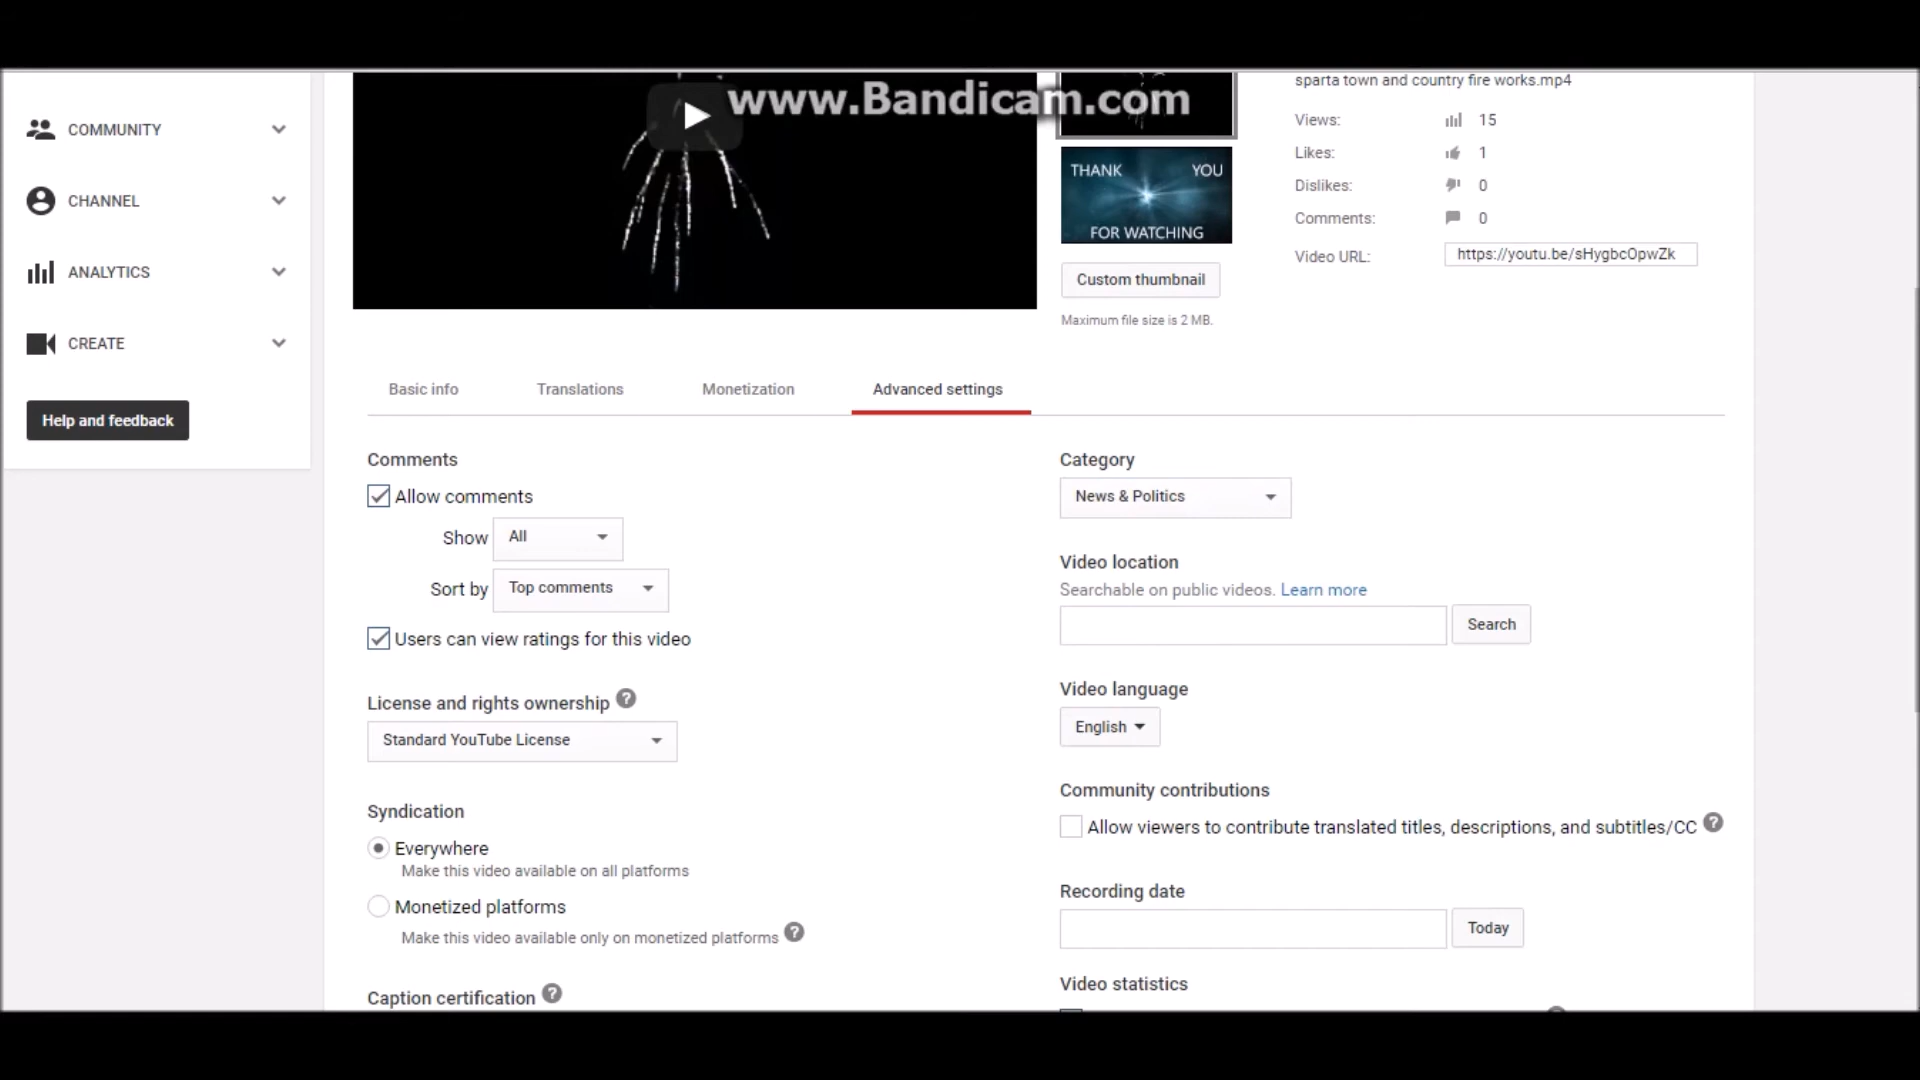 www.Bandicam.com
sparta town and country fire works.mp4
COMMUNITY
CHANNEL
ANALYTICS
CREATE
Help and feedback
THANK YOU
FOR WATCHING
Custom thumbnail
Maximum file size is 2 MB.
Views: 15
Likes: 1
Dislikes: 0
Comments: 0
Video URL: https://youtu.be/sHygbcOpwZk
Basic info Translations Monetization Advanced settings
Comments
Allow comments
Show All
Sort by Top comments
Users can view ratings for this video
License and rights ownership ?
Standard YouTube License
Syndication
Everywhere
Make this video available on all platforms
Monetized platforms
Make this video available only on monetized platforms ?
Caption certification ?
Category
News & Politics
Video location
Searchable on public videos. Learn more
Search
Video language
English
Community contributions
Allow viewers to contribute translated titles, descriptions, and subtitles/CC ?
Recording date
Today
Video statistics